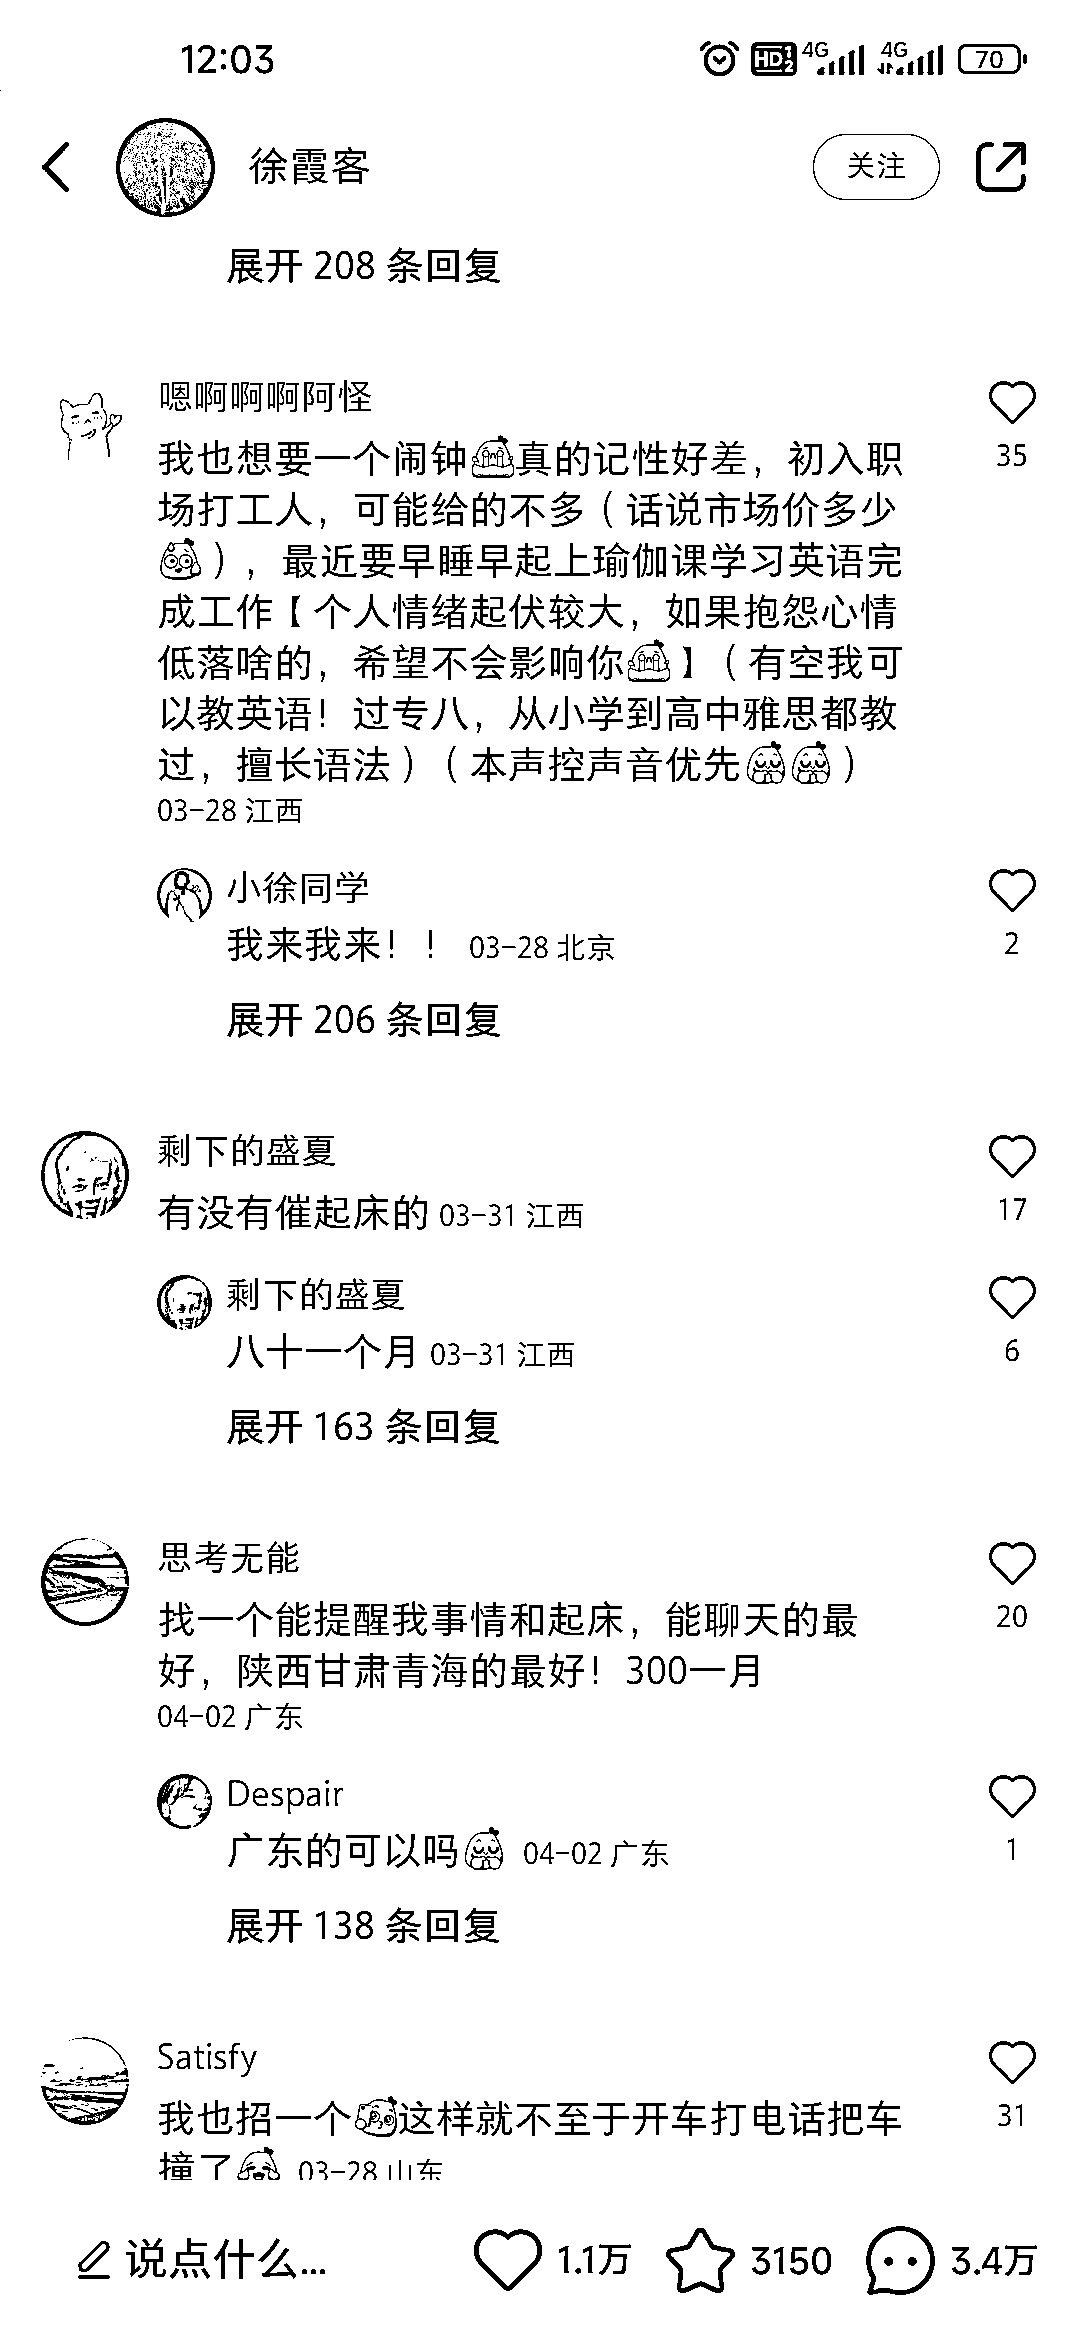 12:03
HD 1 2 4G 4G 70
徐霞客
关注
展开 208 条回复
嗯啊啊啊阿怪
我也想要一个闹钟真的记性好差，初入职
35
场打工人，可能给的不多（话说市场价多少
），最近要早睡早起上瑜伽课学习英语完
成工作【个人情绪起伏较大，如果抱怨心情
低落啥的，希望不会影响你】（有空我可
以教英语！过专八，从小学到高中雅思都教
过，擅长语法）（本声控声音优先）
03-28 江西
小徐同学
我来我来！！ 03-28 北京
2
展开 206 条回复
剩下的盛夏
有没有催起床的 03-31 江西
17
剩下的盛夏
八十一个月 03-31 江西
6
展开 163 条回复
思考无能
找一个能提醒我事情和起床，能聊天的最
20
好，陕西甘肃青海的最好！300一月
04-02 广东
Despair
广东的可以吗 04-02 广东
1
展开 138 条回复
Satisfy
我也招一个这样就不至于开车打电话把车
31
撞了 03-28 山东
说点什么... 1.1万 3150 3.4万